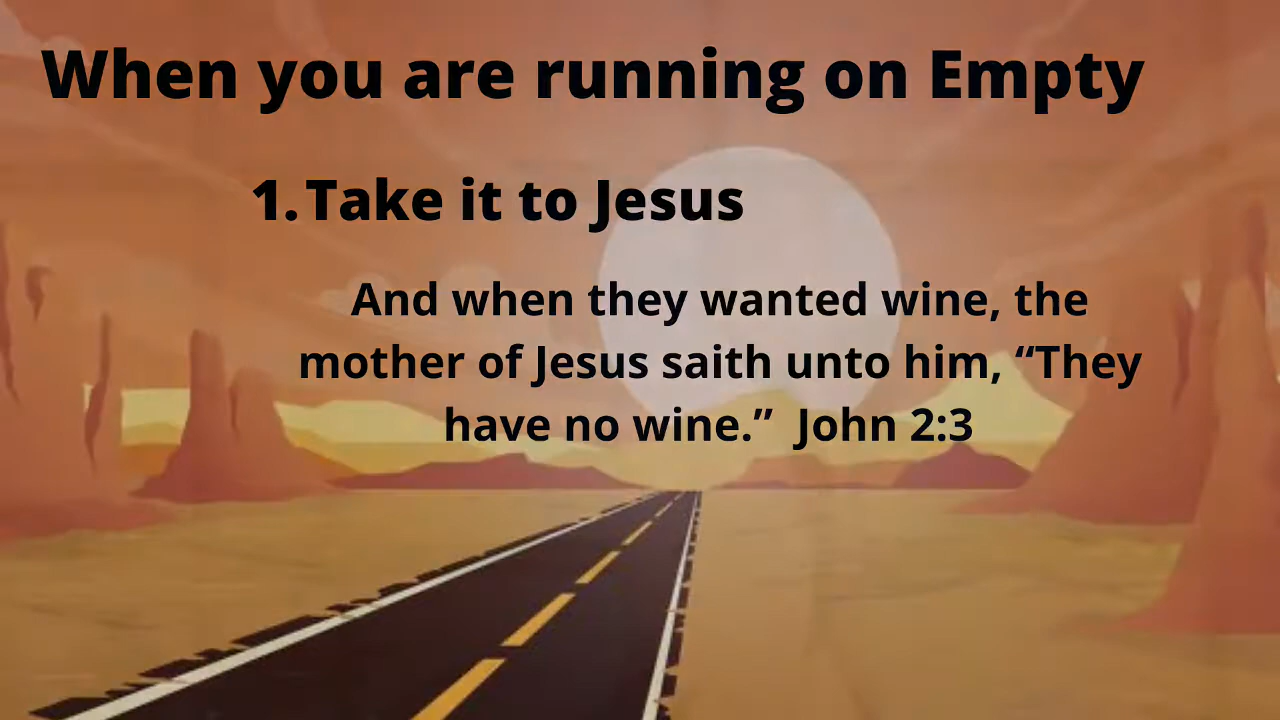 When you are running on Empty
1. Take it to Jesus
And when they wanted wine, the
mother of Jesus saith unto him, “They
have no wine.”  John 2:3